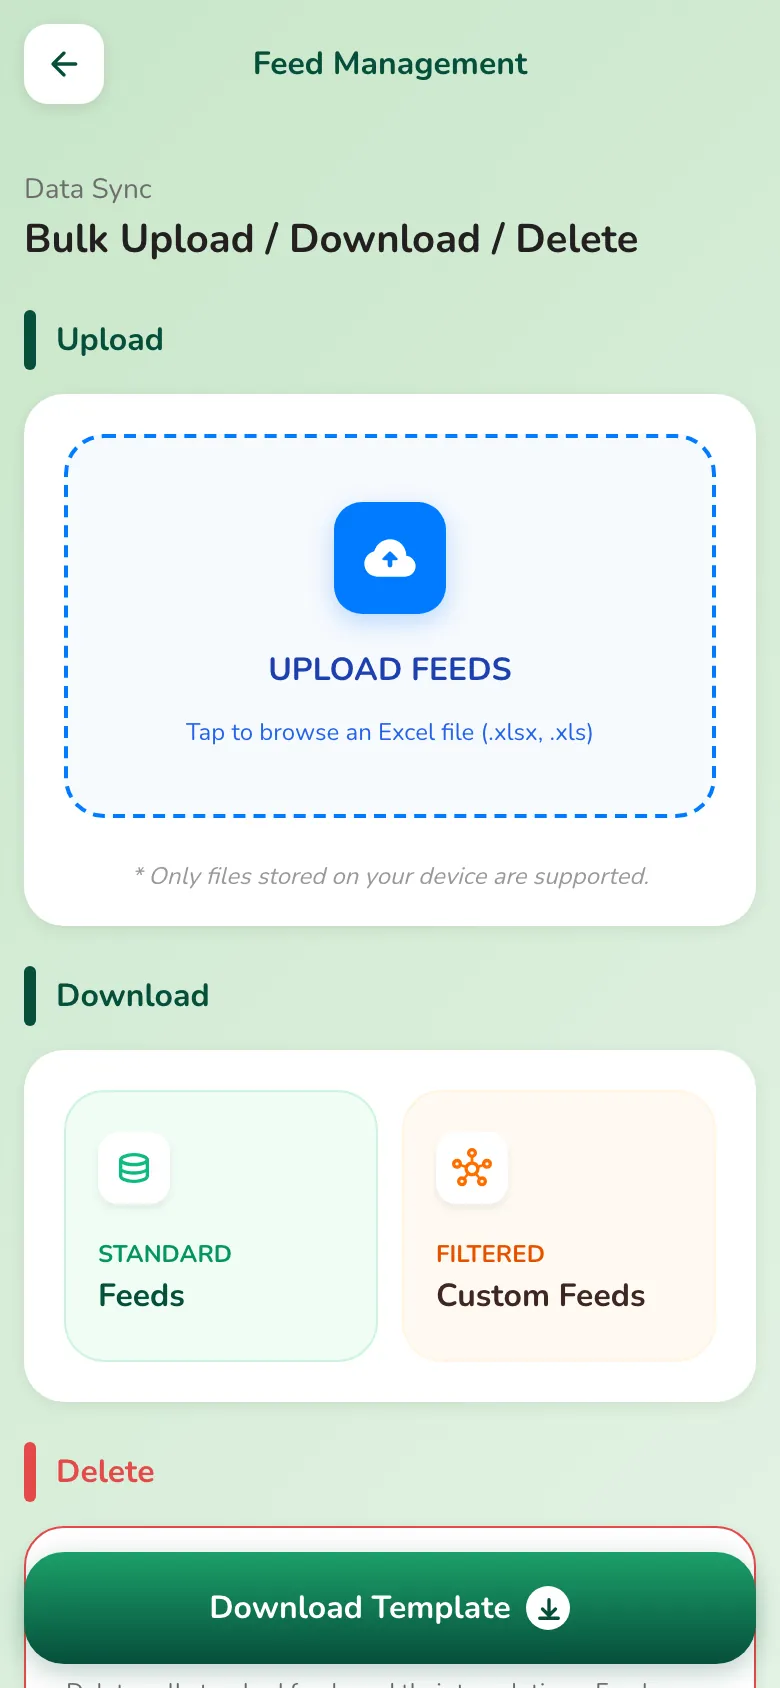 Feed Management
Data Sync
Bulk Upload / Download / Delete
Upload
UPLOAD FEEDS
Tap to browse an Excel file (.xlsx, .xls)
* Only files stored on your device are supported.
Download
STANDARD
Feeds
FILTERED
Custom Feeds
Delete
Download Template